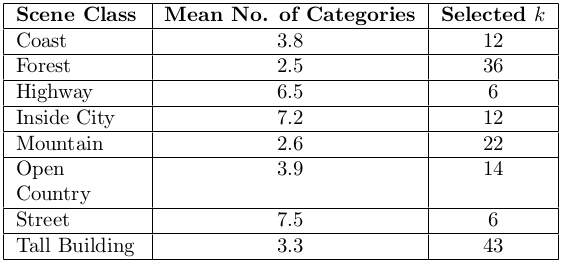 Scene Class Mean No. of Categories Selected k
Coast 3.8 12
Forest 2.5 36
Highway 6.5 6
Inside City 7.2 12
Mountain 2.6 22
Open 3.9 14
Country
Street 7.5 6
Tall Building 3.3 43